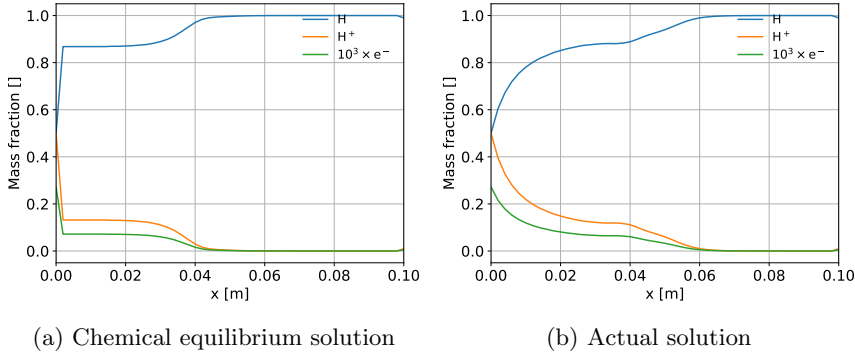 H
H+
10³ × e−
Mass fraction []
1.0
0.8
0.6
0.4
0.2
0.0
0.00 0.02 0.04 0.06 0.08 0.10
x [m]
(a) Chemical equilibrium solution
H
H+
10³ × e−
Mass fraction []
1.0
0.8
0.6
0.4
0.2
0.0
0.00 0.02 0.04 0.06 0.08 0.10
x [m]
(b) Actual solution